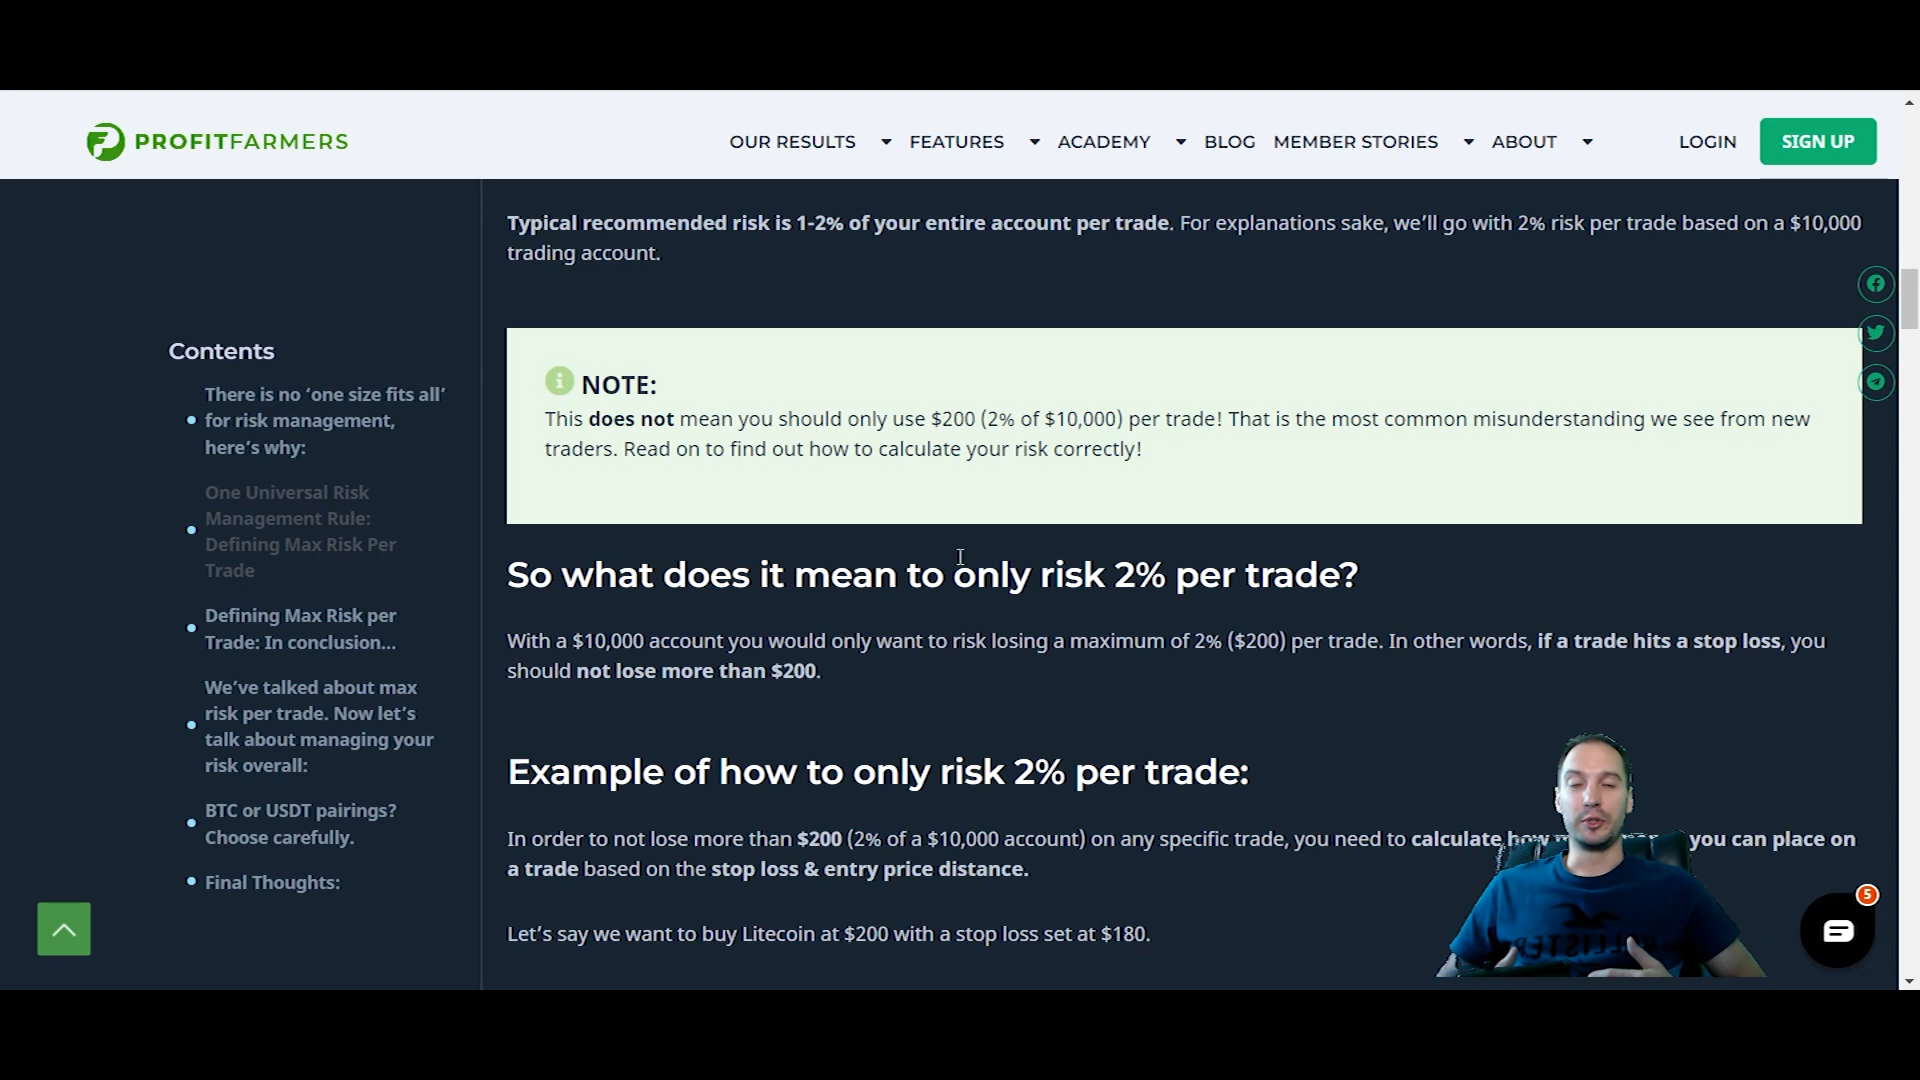 PROFITFARMERS
OUR RESULTS FEATURES ACADEMY BLOG MEMBER STORIES ABOUT LOGIN SIGN UP
Typical recommended risk is 1-2% of your entire account per trade. For explanations sake, we’ll go with 2% risk per trade based on a $10,000
trading account.
Contents
There is no ‘one size fits all’
for risk management,
here’s why:
One Universal Risk
Management Rule:
Defining Max Risk Per
Trade
Defining Max Risk per
Trade: In conclusion...
We’ve talked about max
risk per trade. Now let’s
talk about managing your
risk overall:
BTC or USDT pairings?
Choose carefully.
Final Thoughts:
NOTE:
This does not mean you should only use $200 (2% of $10,000) per trade! That is the most common misunderstanding we see from new
traders. Read on to find out how to calculate your risk correctly!
So what does it mean to only risk 2% per trade?
With a $10,000 account you would only want to risk losing a maximum of 2% ($200) per trade. In other words, if a trade hits a stop loss, you
should not lose more than $200.
Example of how to only risk 2% per trade:
In order to not lose more than $200 (2% of a $10,000 account) on any specific trade, you need to calculate how you can place on
a trade based on the stop loss & entry price distance.
Let’s say we want to buy Litecoin at $200 with a stop loss set at $180.
5